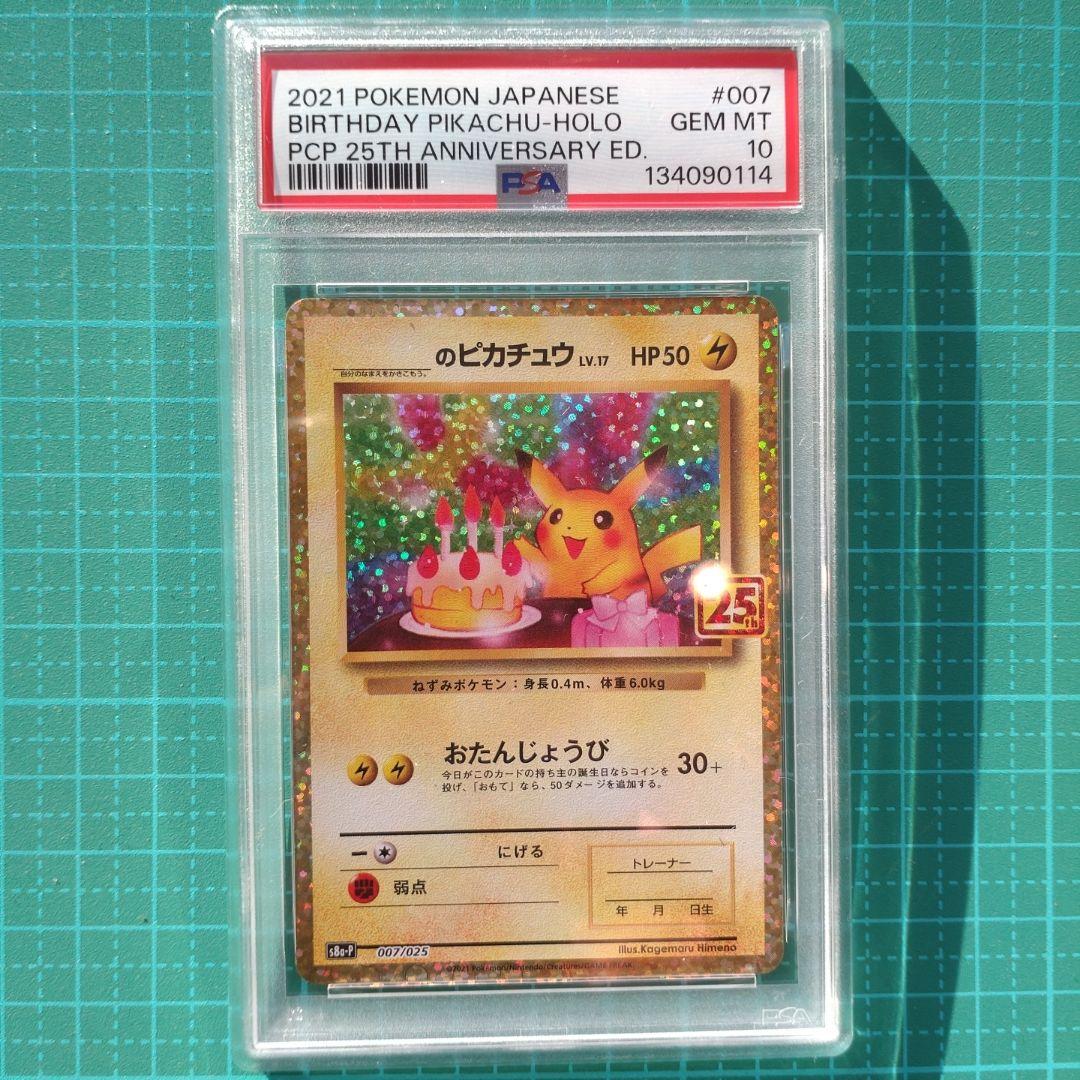 2021 POKEMON JAPANESE #007
BIRTHDAY PIKACHU-HOLO GEM MT
PCP 25TH ANNIVERSARY ED. 10
PSA 134090114
のピカチュウ LV.17 HP50
自分のなまえをかきこもう。
25th
ねずみポケモン：身長0.4m、体重6.0kg
おたんじょうび 30+
今日がこのカードの持ち主の誕生日ならコインを
投げ、「おもて」なら、50ダメージを追加する。
にげる
弱点
トレーナー
年 月 日生
Illus.Kagemaru Himeno
s8a-P 007/025
©2021 Pokémon/Nintendo/Creatures/GAME FREAK.
PSA